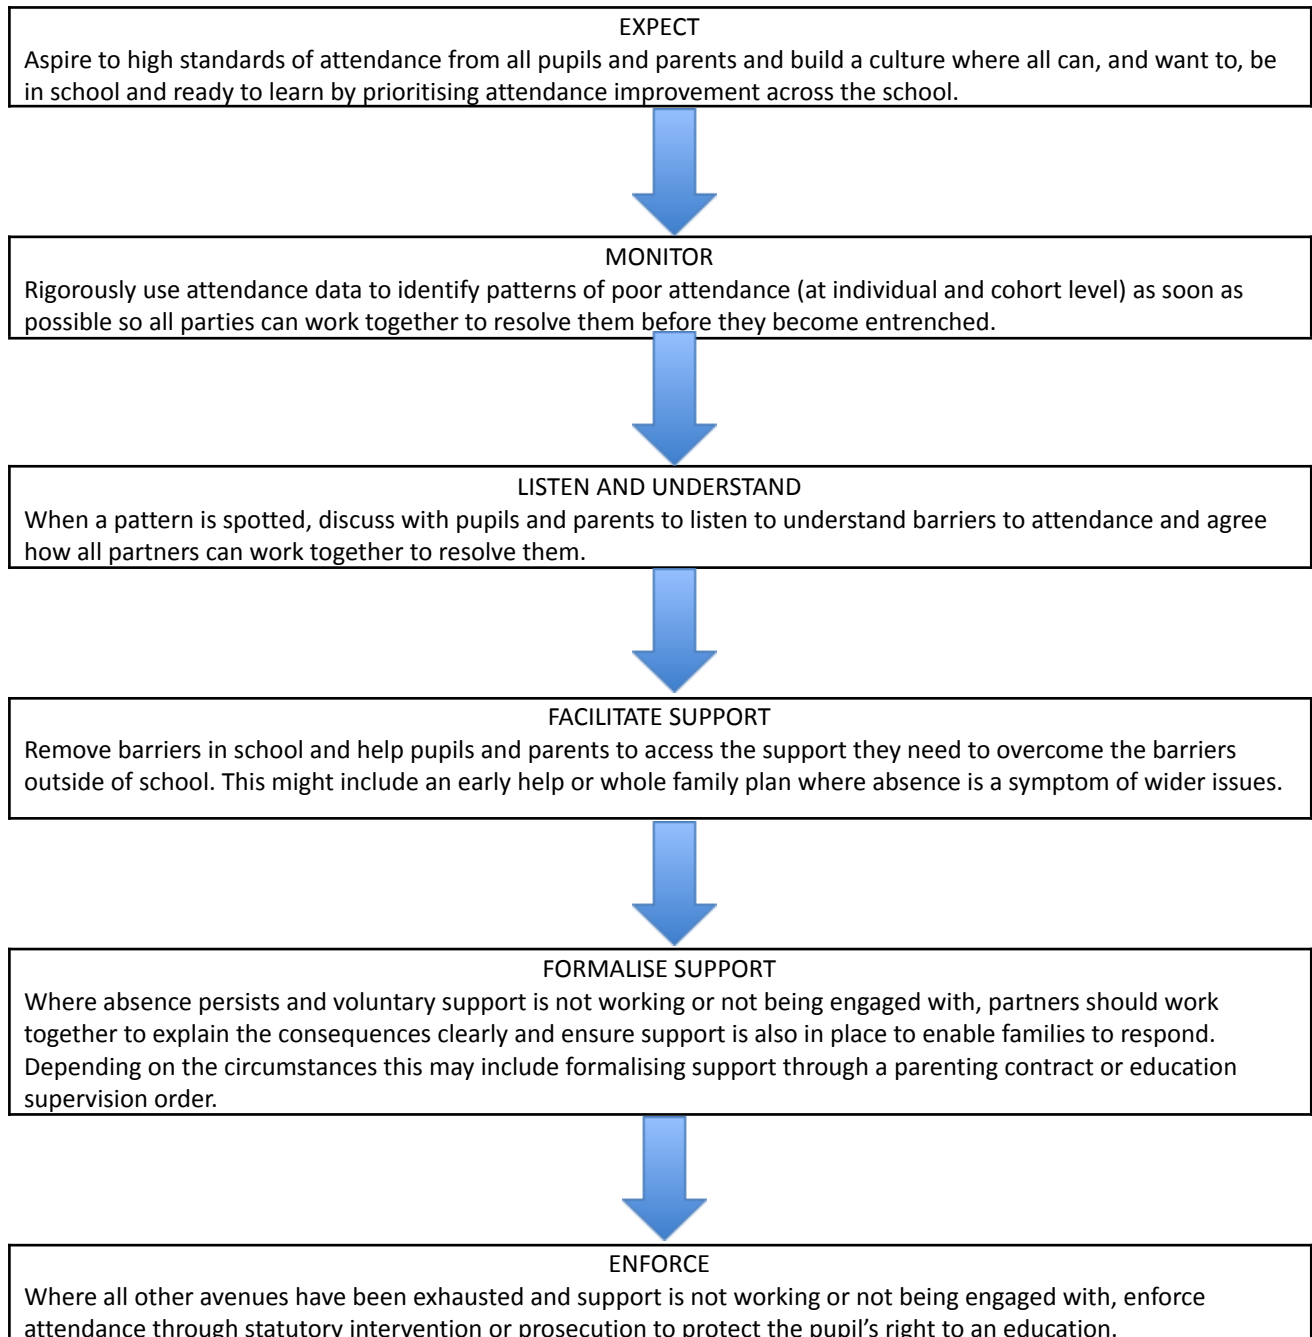 EXPECT
Aspire to high standards of attendance from all pupils and parents and build a culture where all can, and want to, be
in school and ready to learn by prioritising attendance improvement across the school.
MONITOR
Rigorously use attendance data to identify patterns of poor attendance (at individual and cohort level) as soon as
possible so all parties can work together to resolve them before they become entrenched.
LISTEN AND UNDERSTAND
When a pattern is spotted, discuss with pupils and parents to listen to understand barriers to attendance and agree
how all partners can work together to resolve them.
FACILITATE SUPPORT
Remove barriers in school and help pupils and parents to access the support they need to overcome the barriers
outside of school. This might include an early help or whole family plan where absence is a symptom of wider issues.
FORMALISE SUPPORT
Where absence persists and voluntary support is not working or not being engaged with, partners should work
together to explain the consequences clearly and ensure support is also in place to enable families to respond.
Depending on the circumstances this may include formalising support through a parenting contract or education
supervision order.
ENFORCE
Where all other avenues have been exhausted and support is not working or not being engaged with, enforce
attendance through statutory intervention or prosecution to protect the pupil's right to an education.